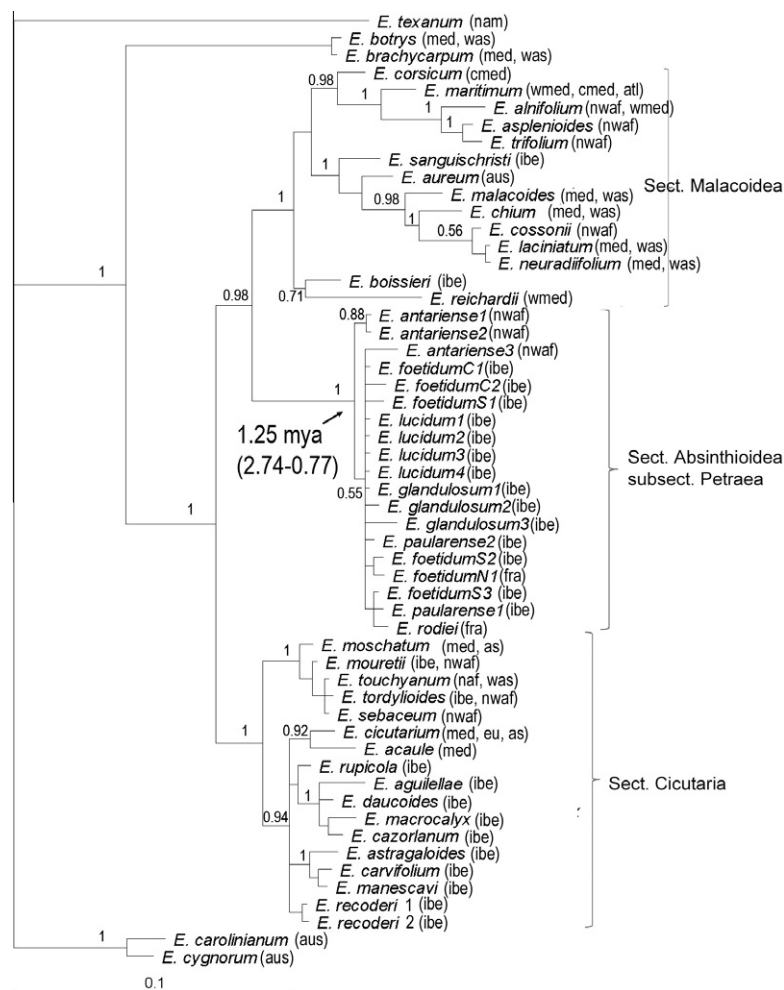 E. texanum (nam)
E. botrys (med, was)
E. brachycarpum (med, was)
0.98
E. corsicum (cmed)
1
E. maritimum (wmed, cmed, atl)
1
E. alnifolium (nwaf, wmed)
1
E. asplenioides (nwaf)
E. trifolium (nwaf)
1
E. sanguischristi (ibe)
E. aureum (aus)
Sect. Malacoidea
1
0.98
E. malacoides (med, was)
1
E. chium (med, was)
0.56
E. cossonii (nwaf)
E. laciniatum (med, was)
E. neuradiifolium (med, was)
1
0.98
E. boissieri (ibe)
0.71
E. reichardii (wmed)
0.88
E. antariense1 (nwaf)
E. antariense2 (nwaf)
E. antariense3 (nwaf)
E. foetidumC1 (ibe)
1
E. foetidumC2 (ibe)
E. foetidumS1 (ibe)
1.25 mya
(2.74-0.77)
E. lucidum1 (ibe)
E. lucidum2 (ibe)
E. lucidum3 (ibe)
E. lucidum4 (ibe)
Sect. Absinthioidea
subsect. Petraea
0.55
E. glandulosum1 (ibe)
E. glandulosum2 (ibe)
1
E. glandulosum3 (ibe)
E. paularense2 (ibe)
E. foetidumS2 (ibe)
E. foetidumN1 (fra)
E. foetidumS3 (ibe)
E. paularense1 (ibe)
E. rodiei (fra)
1
E. moschatum (med, as)
E. mouretii (ibe, nwaf)
E. touchyanum (naf, was)
E. tordylioides (ibe, nwaf)
E. sebaceum (nwaf)
1
0.92
E. cicutarium (med, eu, as)
E. acaule (med)
E. rupicola (ibe)
E. aguilellae (ibe)
Sect. Cicutaria
1
E. daucoides (ibe)
0.94
E. macrocalyx (ibe)
E. cazorlanum (ibe)
1
E. astragaloides (ibe)
E. carvifolium (ibe)
E. manescavi (ibe)
E. recoderi 1 (ibe)
E. recoderi 2 (ibe)
1
E. carolinianum (aus)
E. cygnorum (aus)
0.1